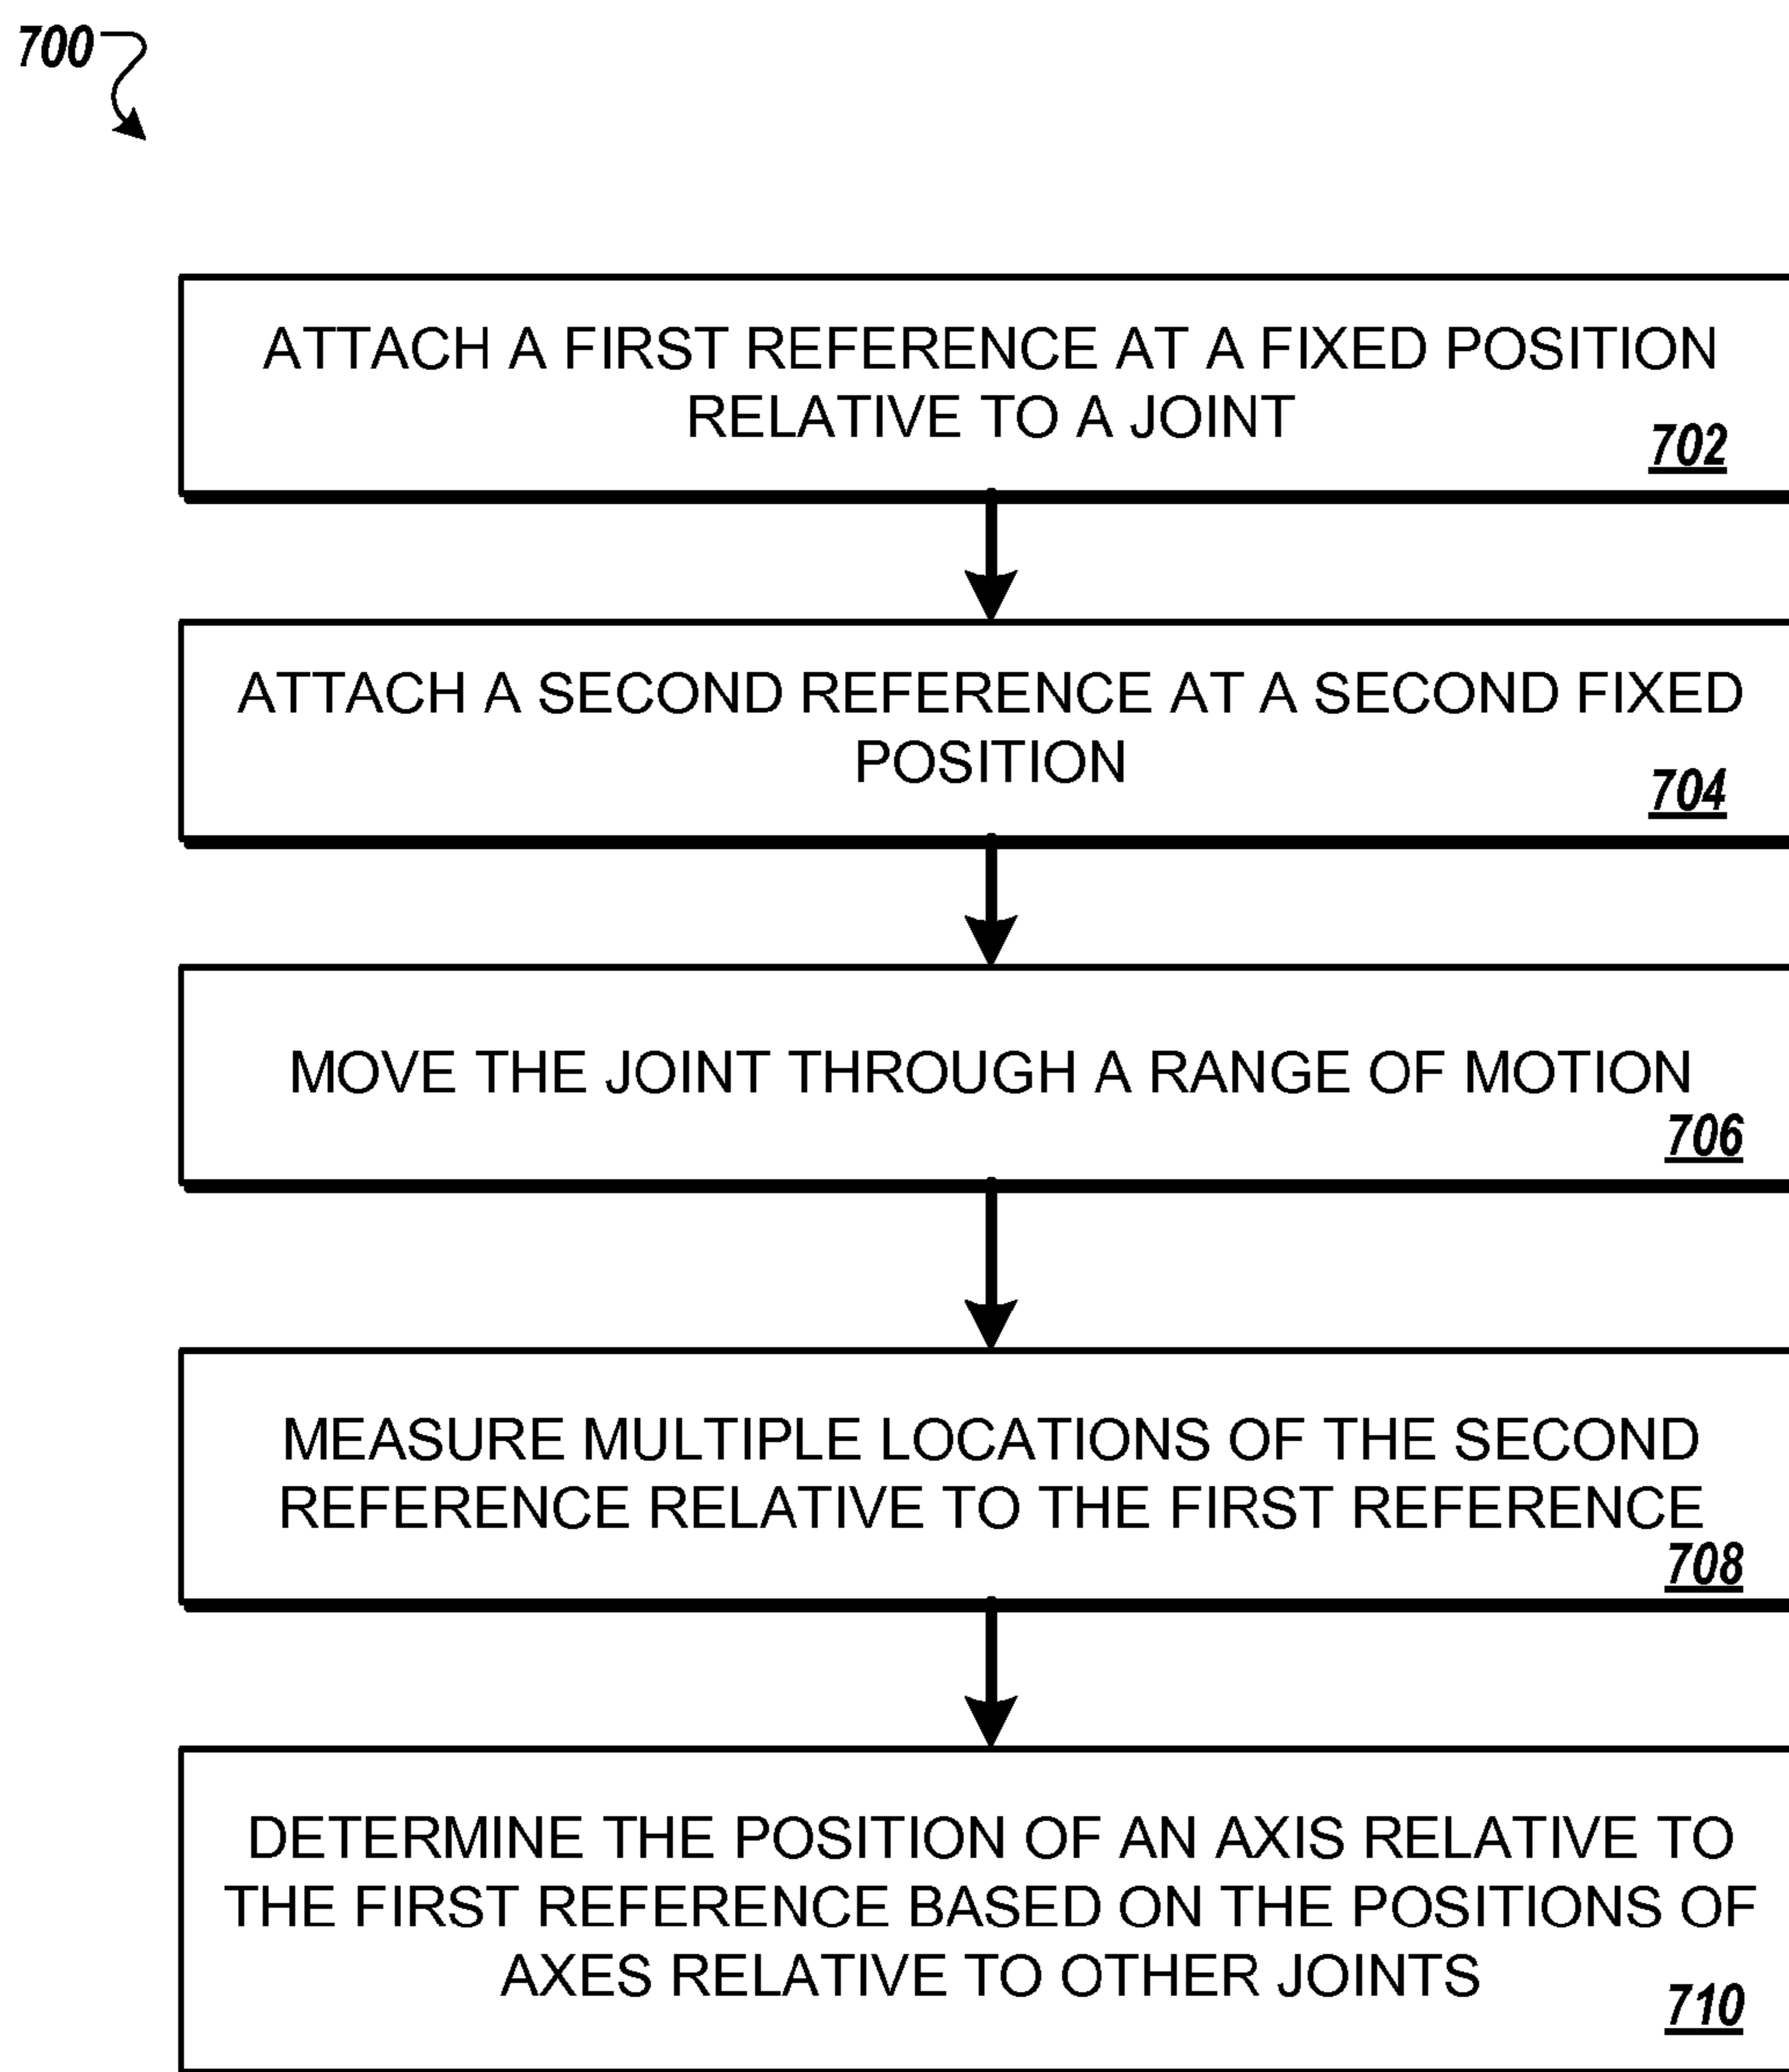 700
ATTACH A FIRST REFERENCE AT A FIXED POSITION
RELATIVE TO A JOINT
702
ATTACH A SECOND REFERENCE AT A SECOND FIXED
POSITION
704
MOVE THE JOINT THROUGH A RANGE OF MOTION
706
MEASURE MULTIPLE LOCATIONS OF THE SECOND
REFERENCE RELATIVE TO THE FIRST REFERENCE
708
DETERMINE THE POSITION OF AN AXIS RELATIVE TO
THE FIRST REFERENCE BASED ON THE POSITIONS OF
AXES RELATIVE TO OTHER JOINTS
710